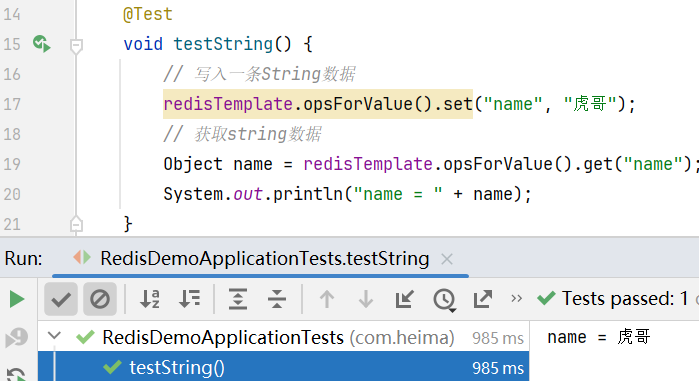 14 @Test
15 void testString() {
16 // 写入一条String数据
17 redisTemplate.opsForValue().set("name", "虎哥");
18 // 获取string数据
19 Object name = redisTemplate.opsForValue().get("name");
20 System.out.println("name = " + name);
21 }
Run: RedisDemoApplicationTests.testString
Tests passed: 1
RedisDemoApplicationTests (com.heima) 985 ms
name = 虎哥
testString() 985 ms